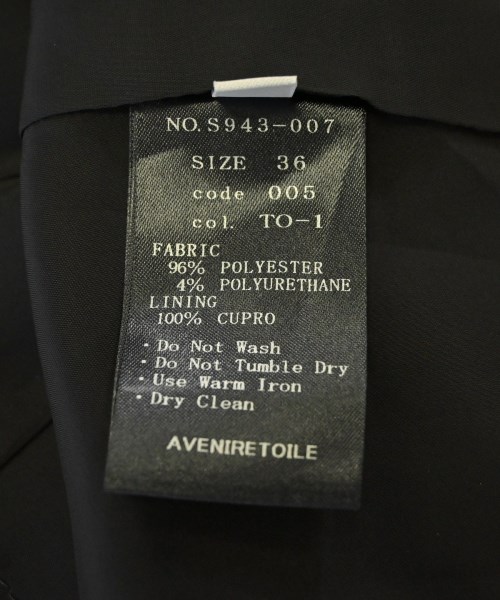 NO. S943-007
SIZE 36
code 005
col. TO-1
FABRIC
96% POLYESTER
4% POLYURETHANE
LINING
100% CUPRO
・Do Not Wash
・Do Not Tumble Dry
・Use Warm Iron
・Dry Clean
AVENIRETOILE